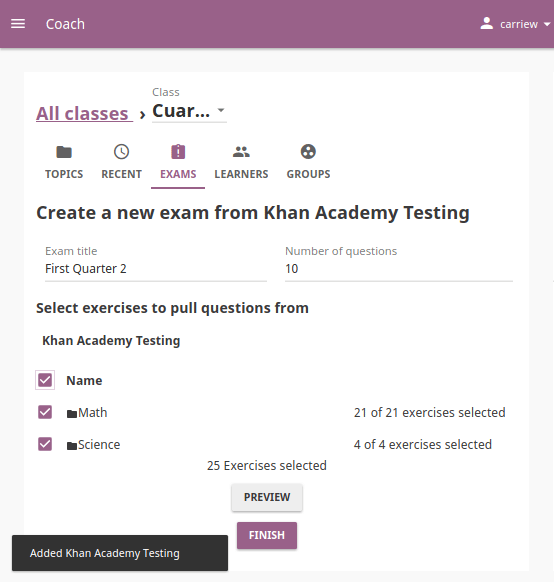 Coach
carriew
All classes › Class
Cuar...
TOPICS RECENT EXAMS LEARNERS GROUPS
Create a new exam from Khan Academy Testing
Exam title Number of questions
First Quarter 2 10
Select exercises to pull questions from
Khan Academy Testing
Name
Math 21 of 21 exercises selected
Science 4 of 4 exercises selected
25 Exercises selected
PREVIEW
FINISH
Added Khan Academy Testing